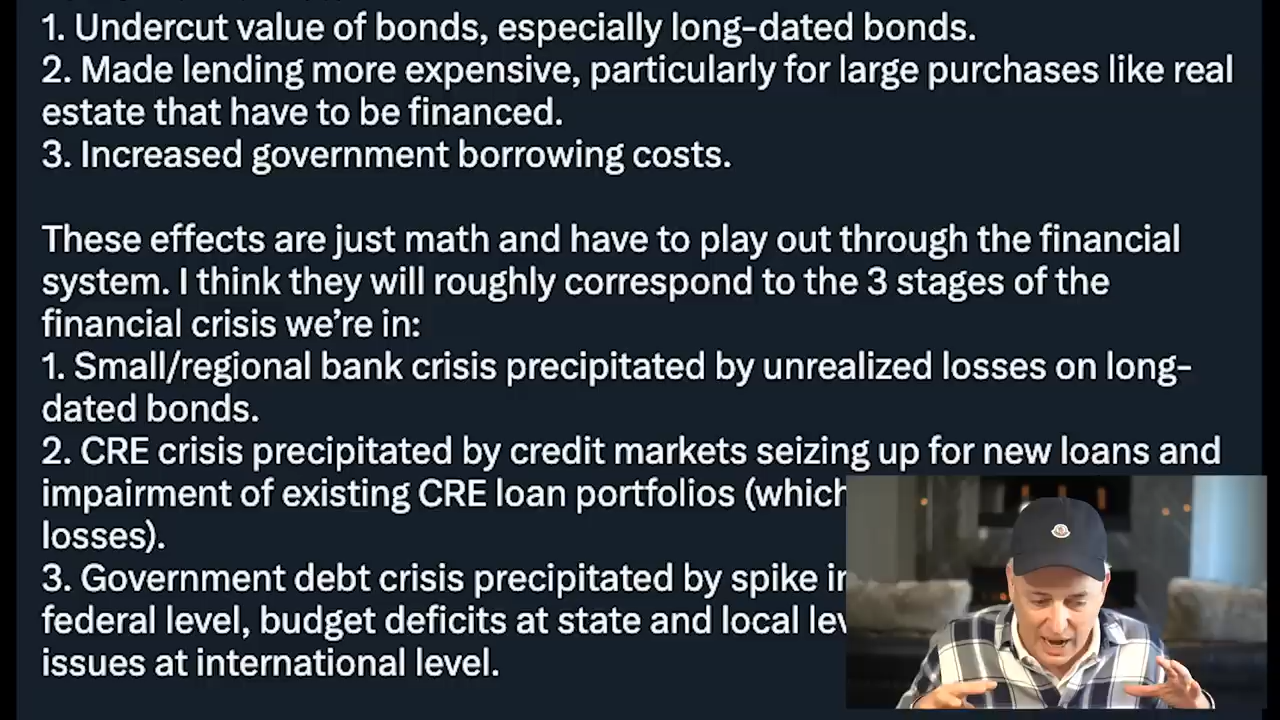 1. Undercut value of bonds, especially long-dated bonds.
2. Made lending more expensive, particularly for large purchases like real
estate that have to be financed.
3. Increased government borrowing costs.
These effects are just math and have to play out through the financial
system. I think they will roughly correspond to the 3 stages of the
financial crisis we’re in:
1. Small/regional bank crisis precipitated by unrealized losses on long-
dated bonds.
2. CRE crisis precipitated by credit markets seizing up for new loans and
impairment of existing CRE loan portfolios (which
losses).
3. Government debt crisis precipitated by spike
federal level, budget deficits at state and local
issues at international level.